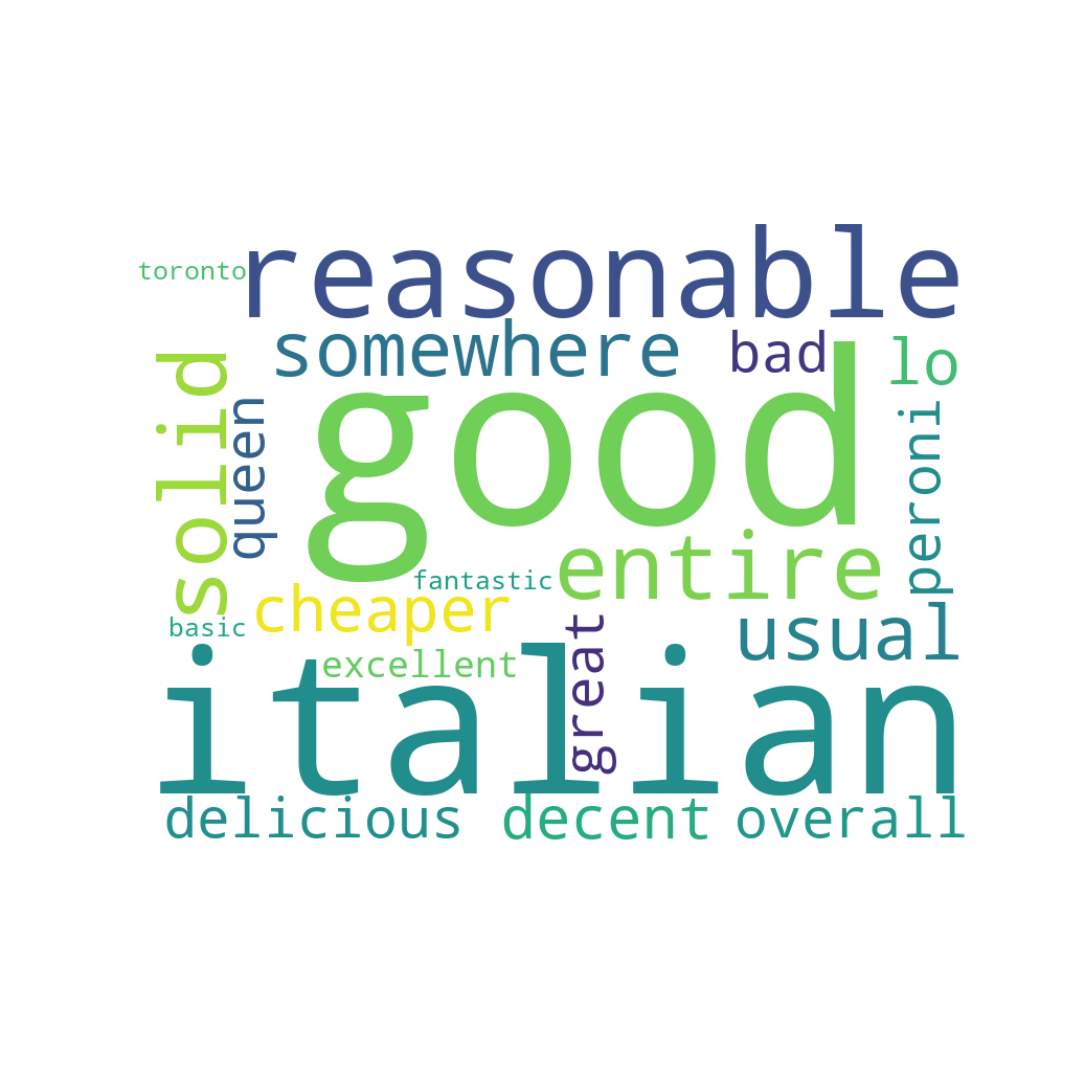 reasonable
toronto
somewhere
bad
lo
good
solid
queen
peroni
entire
fantastic
cheaper
usual
basic
excellent
great
italian
delicious
decent
overall